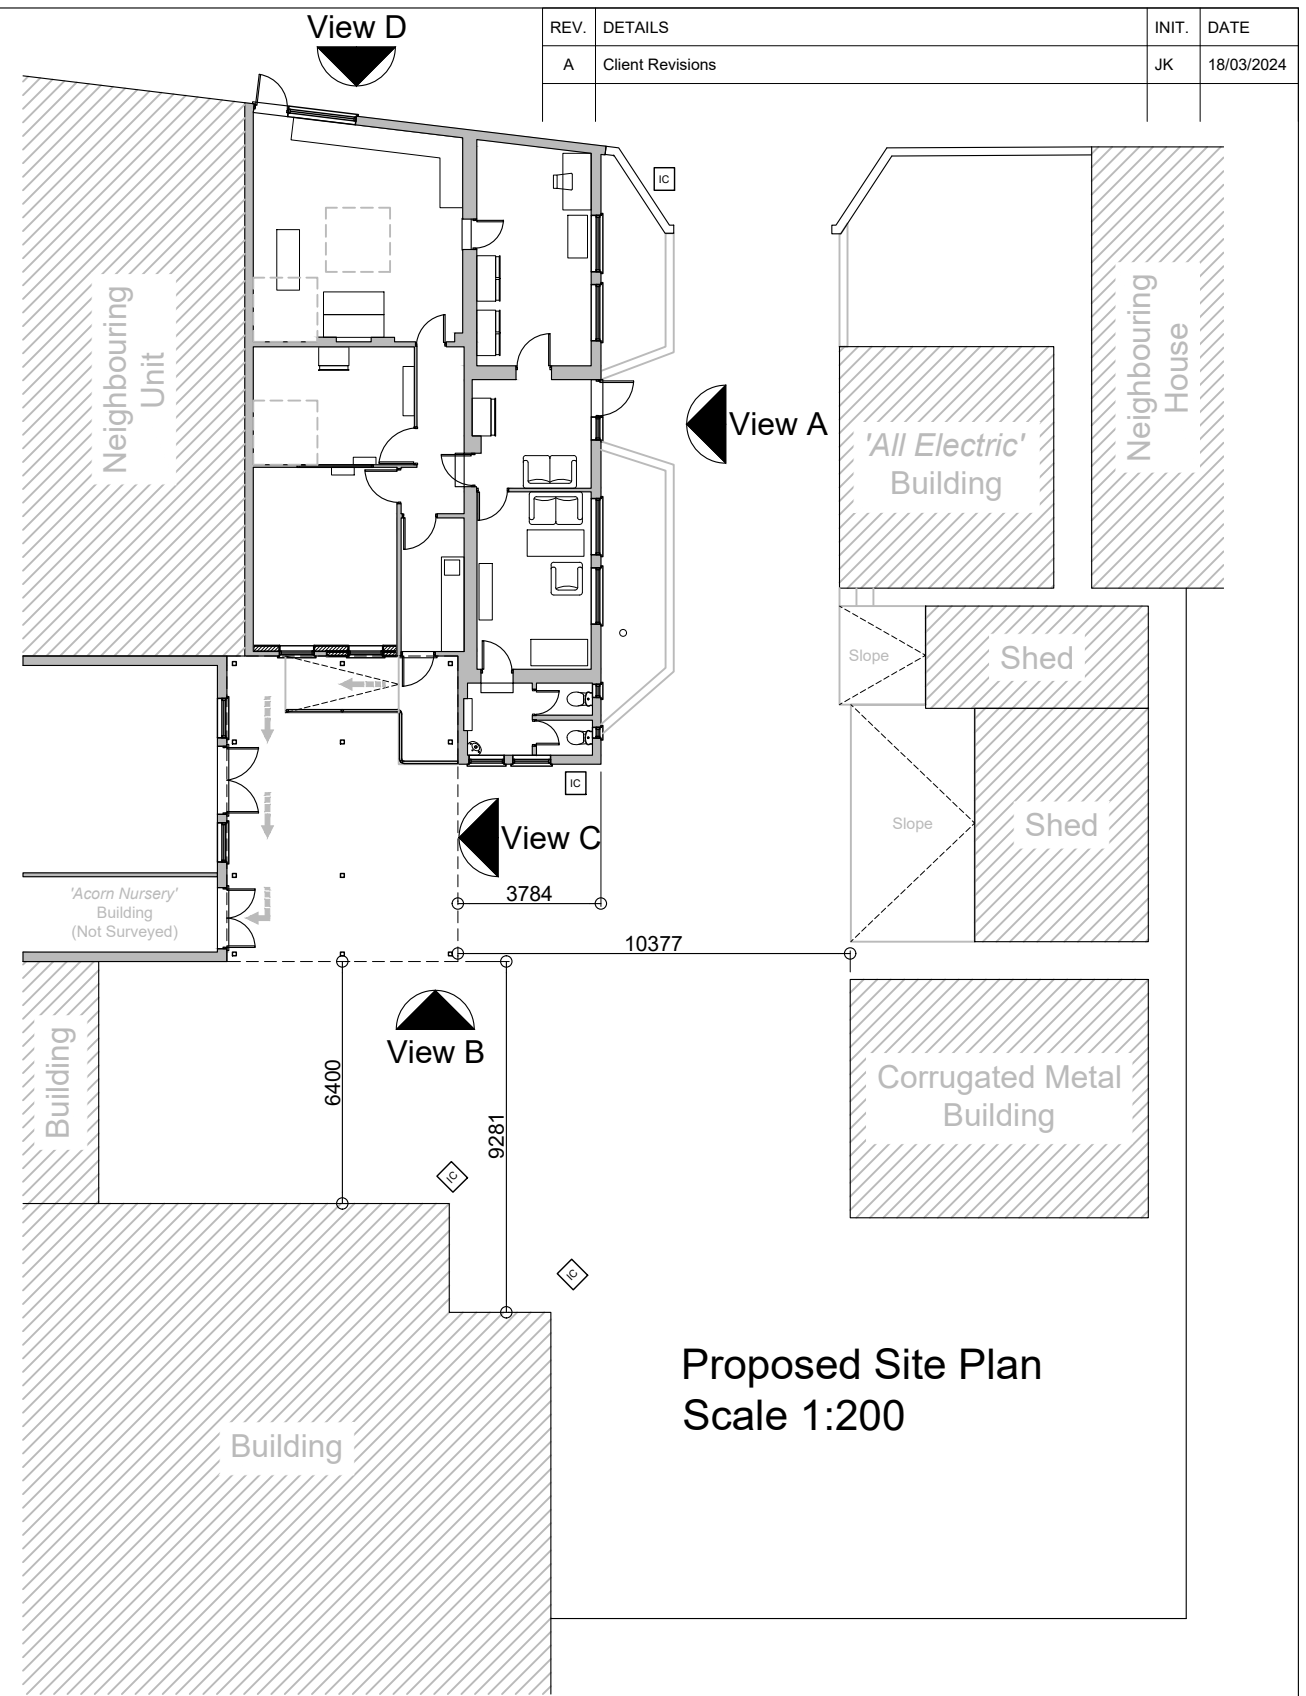 View D
REV. DETAILS INIT. DATE
A Client Revisions JK 18/03/2024
IC
Neighbouring
Unit
View A
'All Electric'
Building
Neighbouring
House
Slope
Shed
IC
View C
Slope
Shed
3784
'Acorn Nursery'
Building
(Not Surveyed)
10377
View B
Building
6400
9281
Corrugated Metal
Building
IC
IC
Proposed Site Plan
Scale 1:200
Building